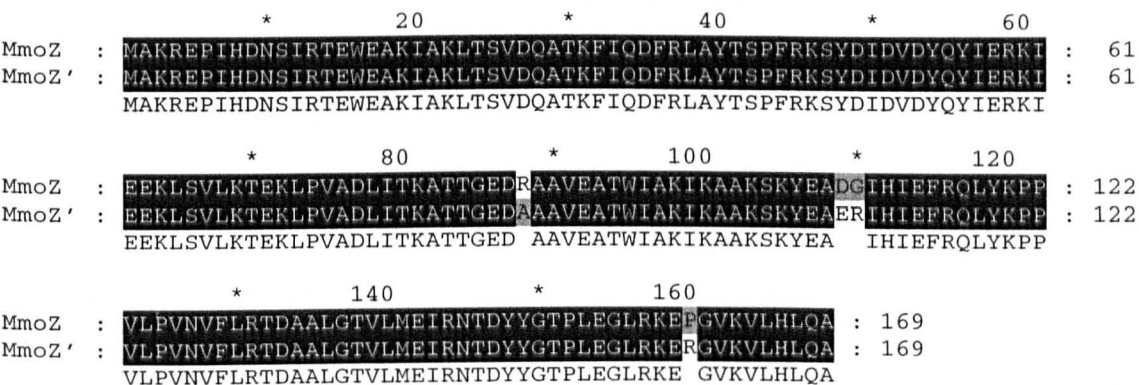 * 20 * 40 * 60
MmoZ : MAKREPIHDNSIRTEWEAKIAKLTSVDQATKFIQDFRLAYTSPFRKSYDIDVDYQYIERKI : 61
MmoZ' : MAKREPIHDNSIRTEWEAKIAKLTSVDQATKFIQDFRLAYTSPFRKSYDIDVDYQYIERKI : 61
MAKREPIHDNSIRTEWEAKIAKLTSVDQATKFIQDFRLAYTSPFRKSYDIDVDYQYIERKI
* 80 * 100 * 120
MmoZ : EEKLSVLKTEKLPVADLITKATTGEDRAAVEATWIAKIKAAKSKYEADGIHIEFRQLYKPP : 122
MmoZ' : EEKLSVLKTEKLPVADLITKATTGEDAAAVEATWIAKIKAAKSKYEAERIHIEFRQLYKPP : 122
EEKLSVLKTEKLPVADLITKATTGED AAVEATWIAKIKAAKSKYEA IHIEFRQLYKPP
* 140 * 160
MmoZ : VLPVNVFLRTDAALGTVLMEIRNTDYYGTPLEGLRKEPGVKVLHLQA : 169
MmoZ' : VLPVNVFLRTDAALGTVLMEIRNTDYYGTPLEGLRKERGVKVLHLQA : 169
VLPVNVFLRTDAALGTVLMEIRNTDYYGTPLEGLRKE GVKVLHLQA